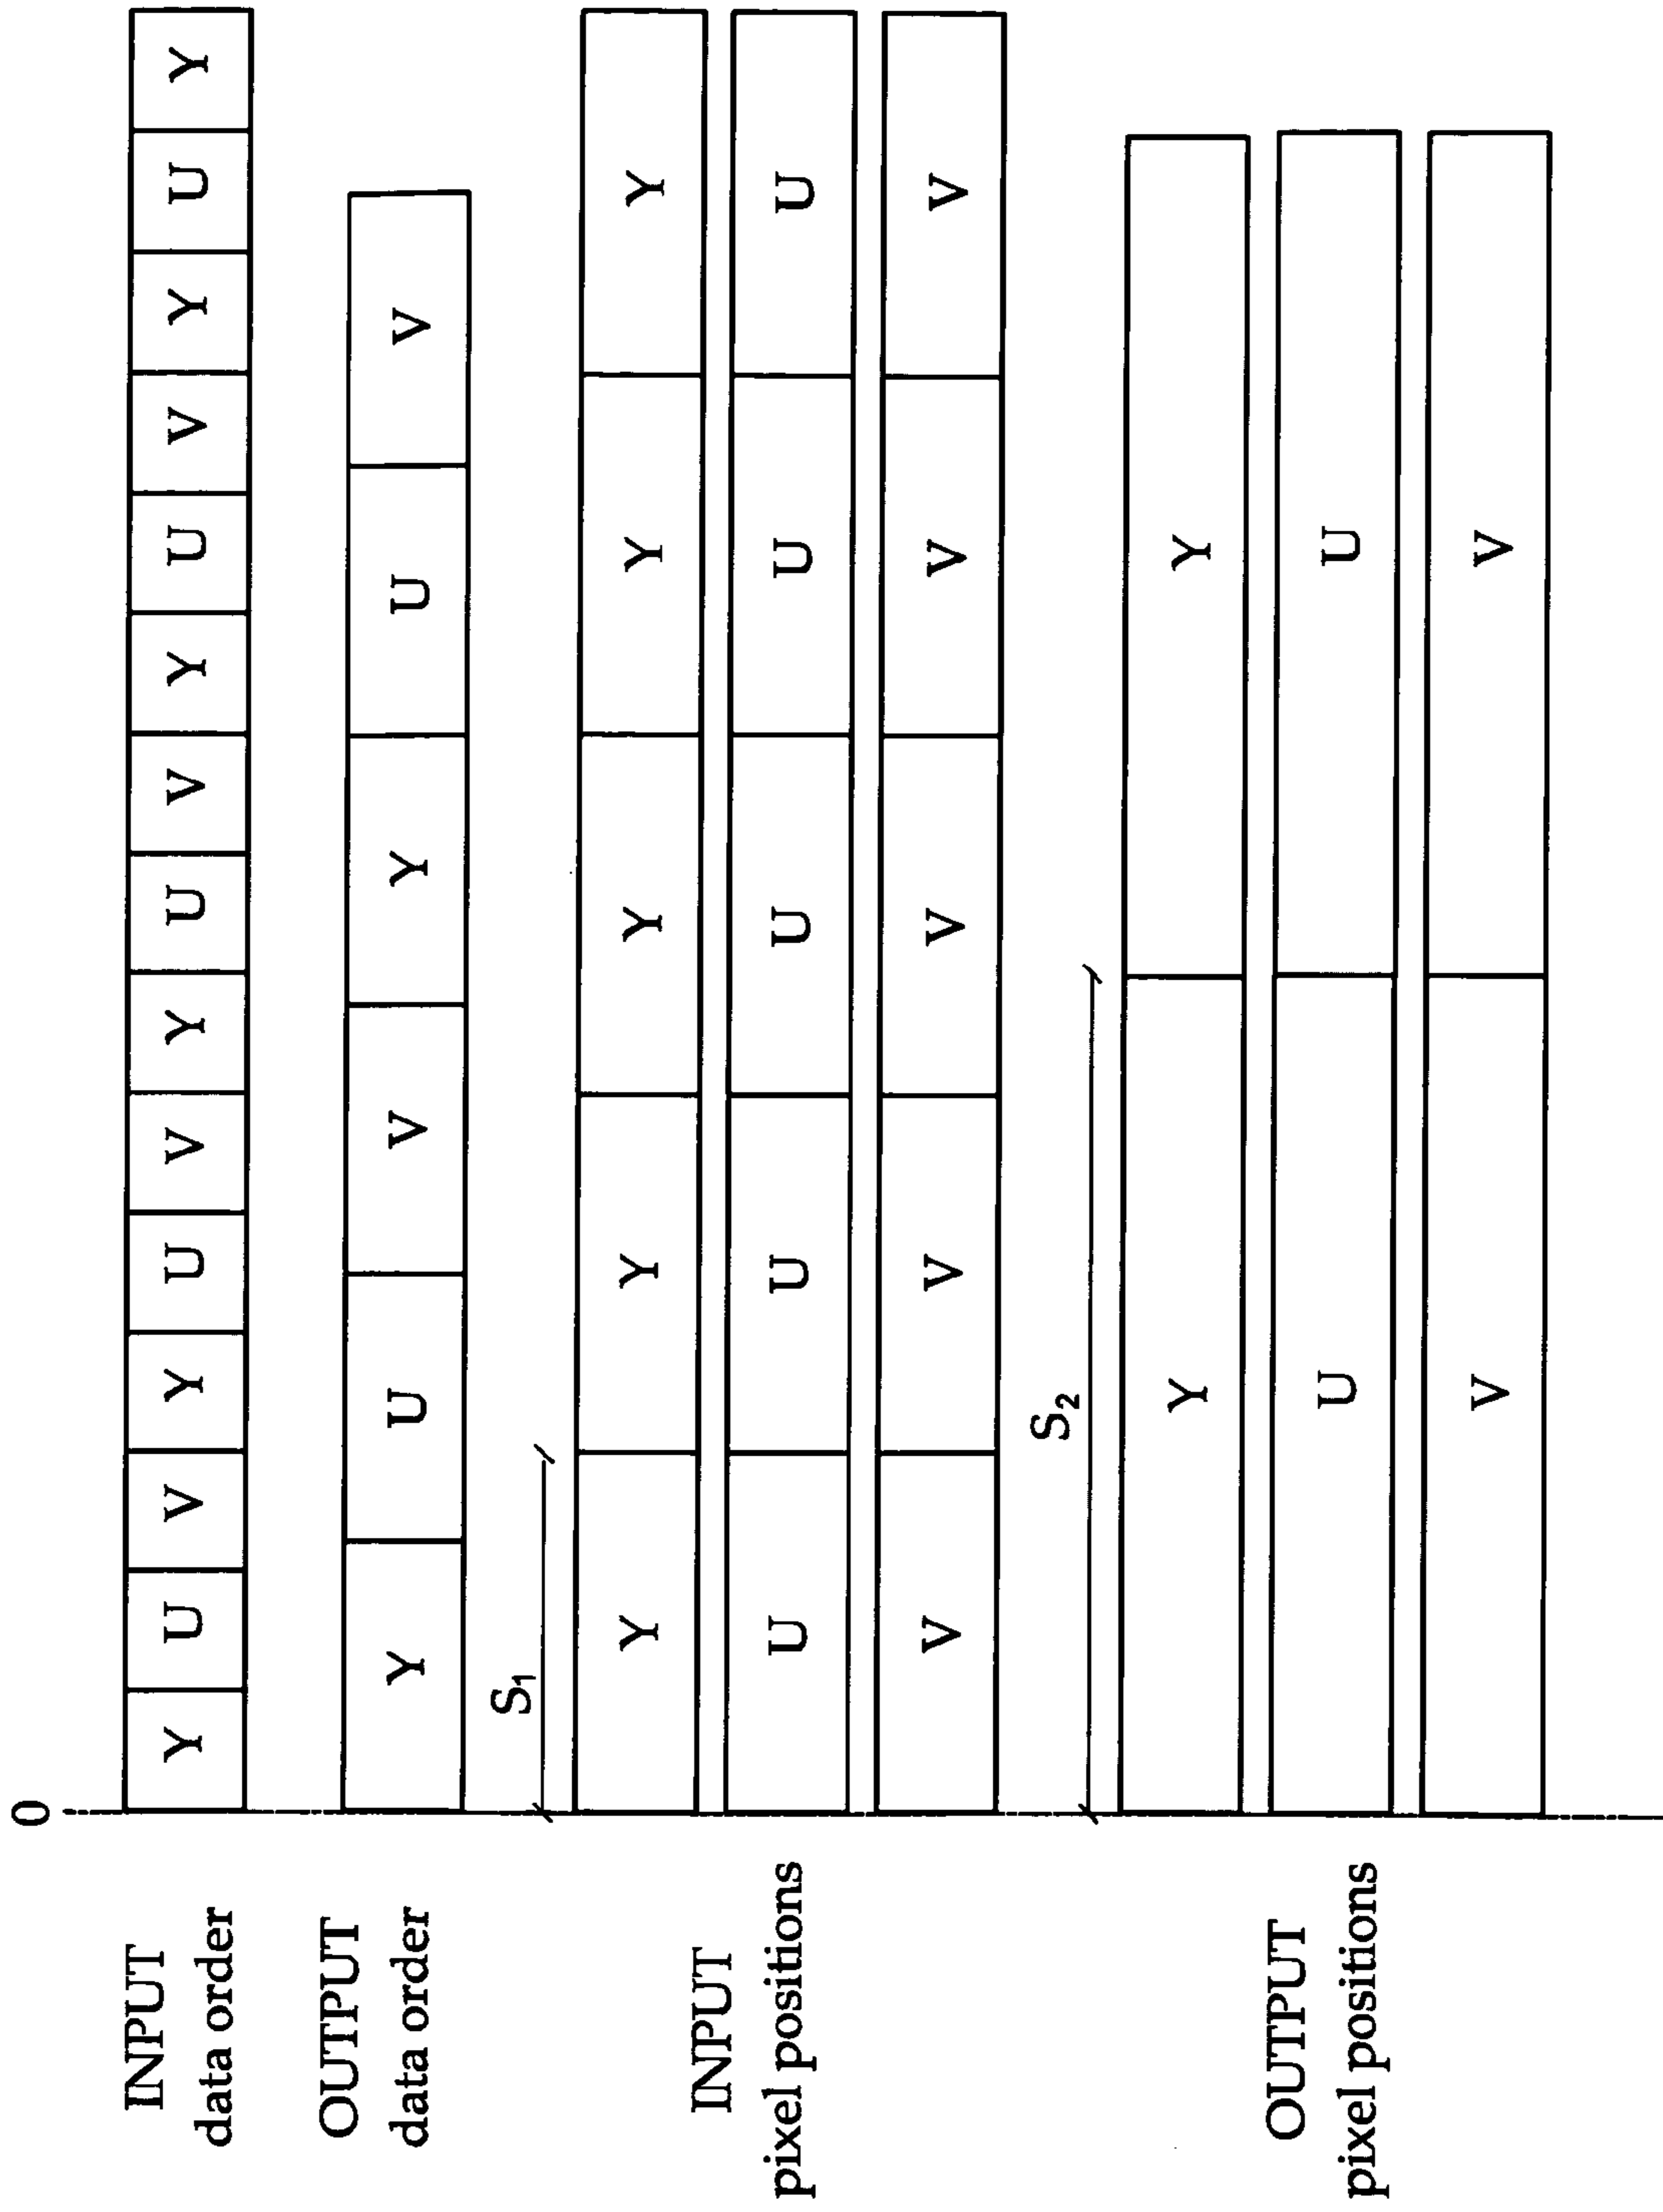 0
INPUT
data order
Y U V Y U V Y U V Y U V Y U Y
OUTPUT
data order
Y U V Y U V
S₁
INPUT
pixel positions
Y Y Y Y Y
U U U U U
V V V V V
S₂
OUTPUT
pixel positions
Y Y
U U
V V